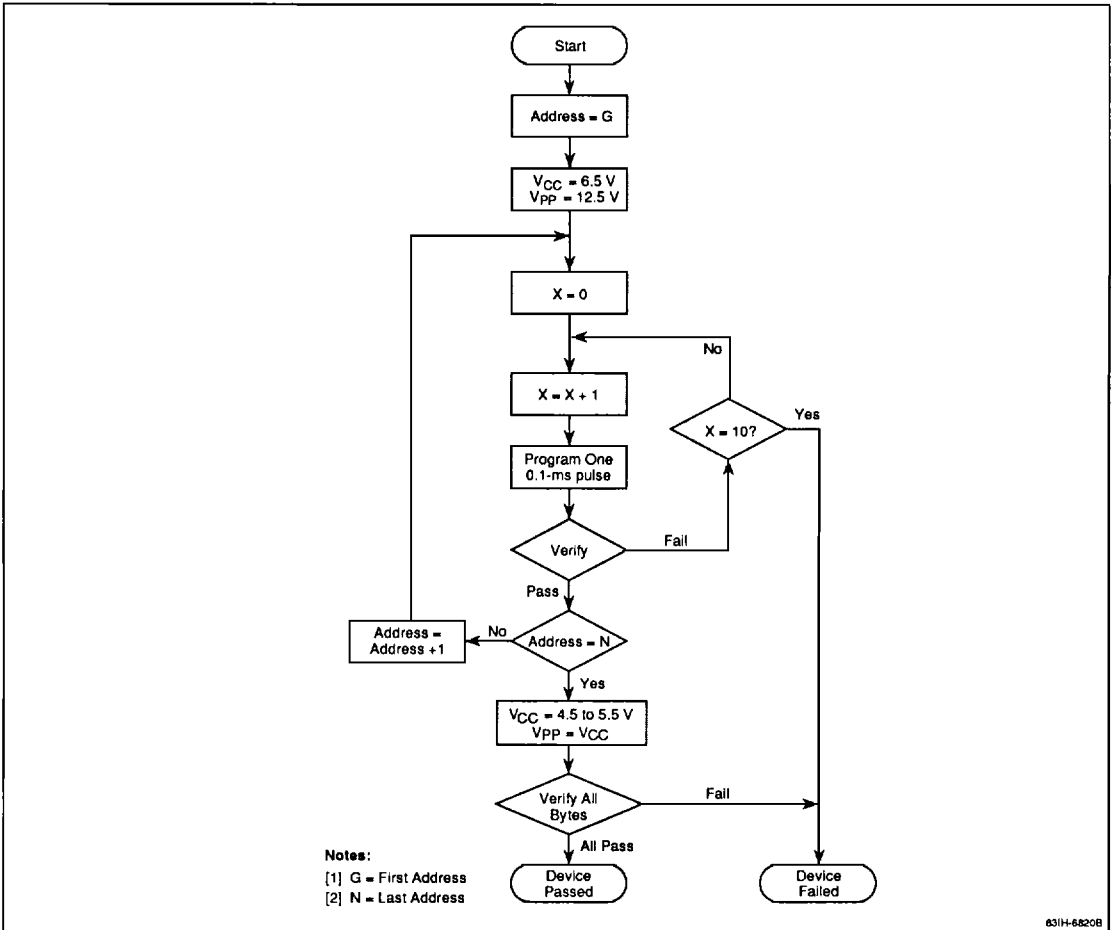 Start
Address = G
VCC = 6.5 V
VPP = 12.5 V
X = 0
No
X = X + 1
X = 10?
Yes
Program One
0.1-ms pulse
Verify
Fail
Pass
Address =
Address +1
No
Address = N
Yes
VCC = 4.5 to 5.5 V
VPP = VCC
Verify All
Bytes
Fail
All Pass
Device
Passed
Device
Failed
Notes:
[1] G = First Address
[2] N = Last Address
83IH-6820B